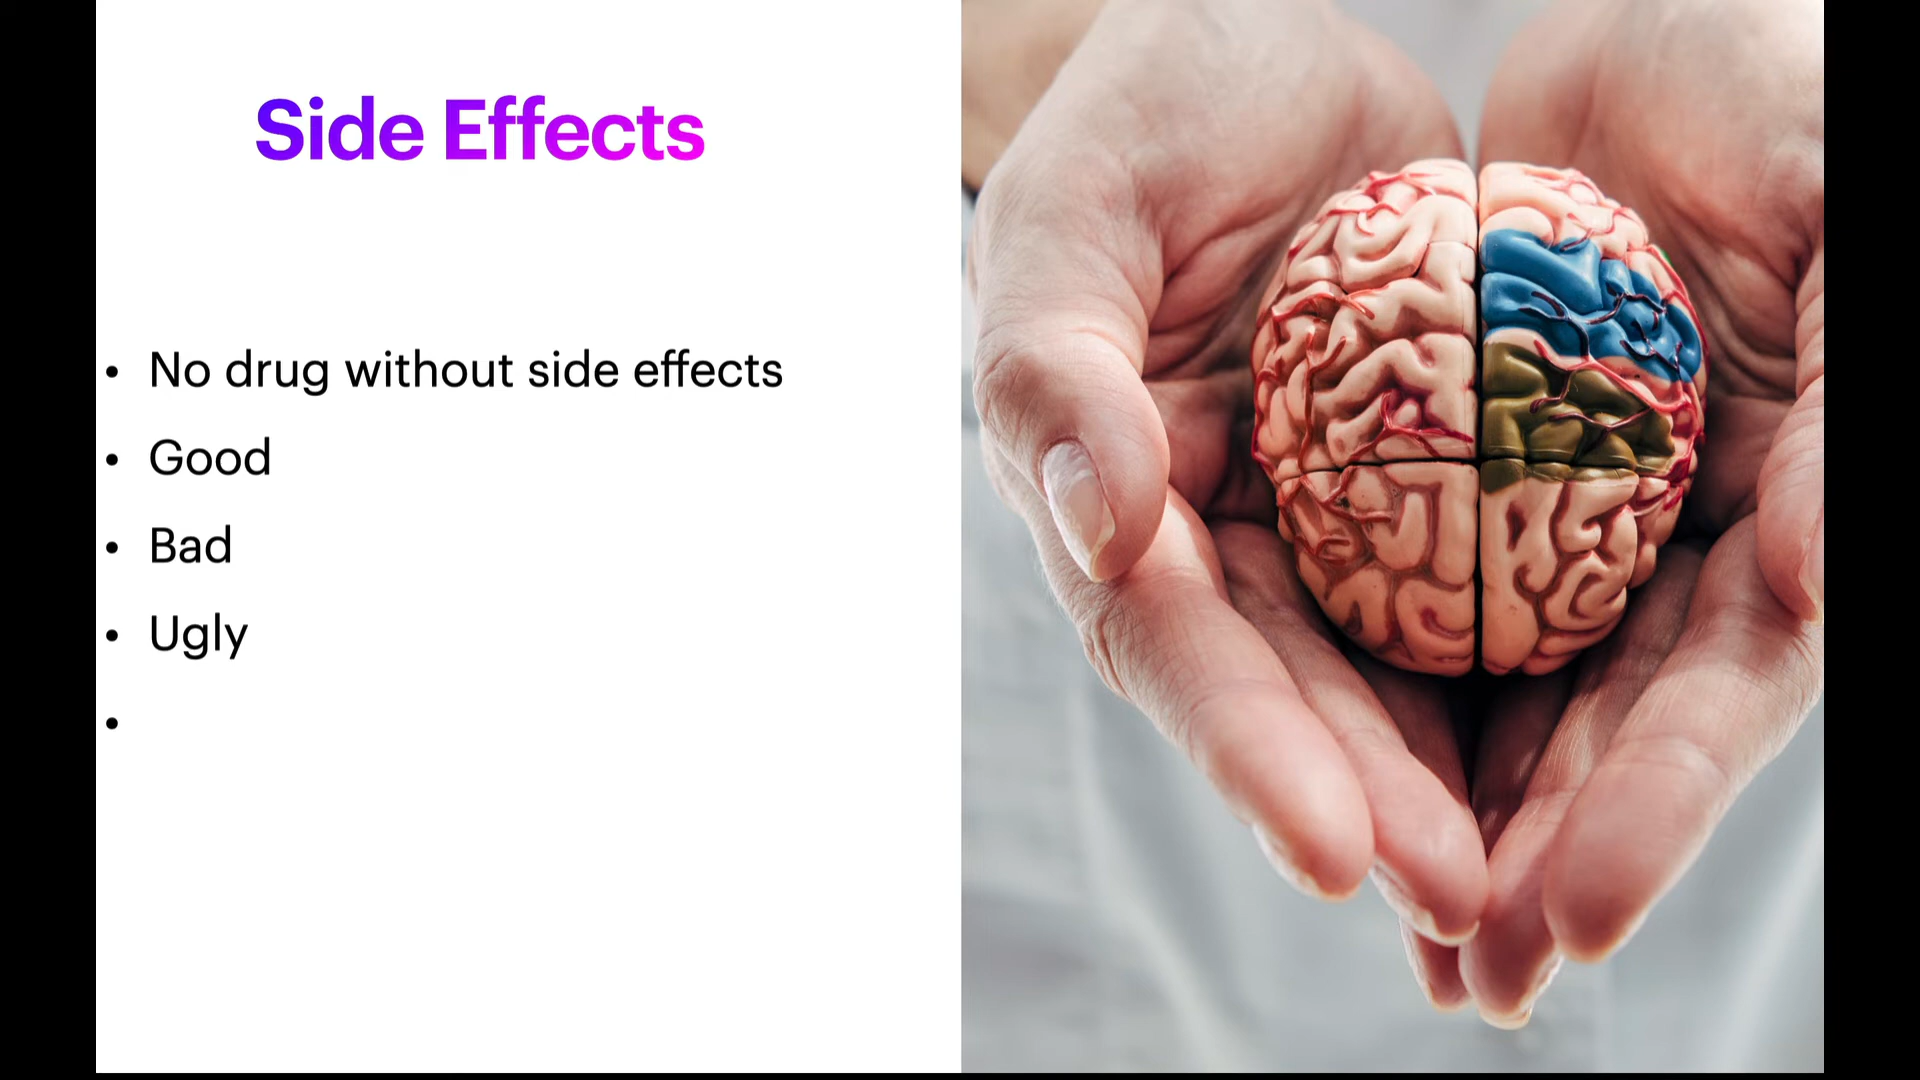 Side Effects
• No drug without side effects
• Good
• Bad
• Ugly
•